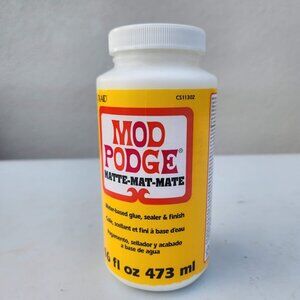 CS11302
MOD
PODGE®
MATTE-MAT-MATE
Water-based glue, sealer & finish
Colle, scellant et fini à base d'eau
Pegamento, sellador y acabado
a base de agua
16 fl oz 473 ml